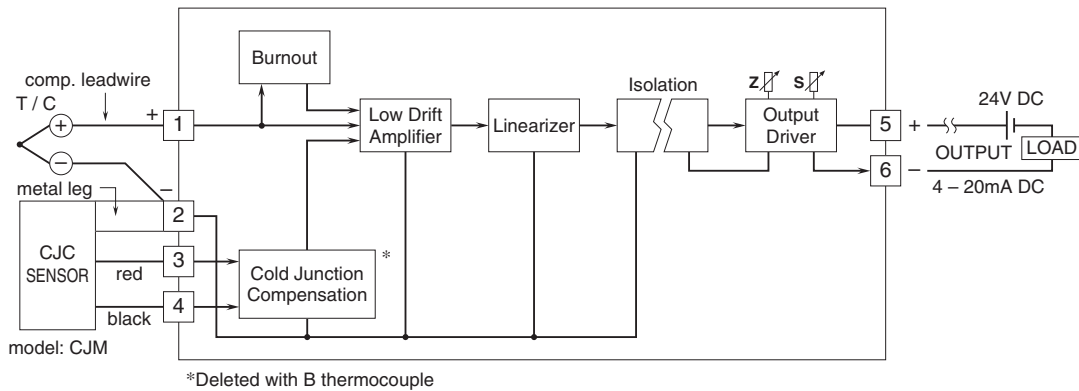 Burnout
comp. leadwire
T / C
+
+
1
Low Drift
Amplifier
Linearizer
Isolation
Z
S
Output
Driver
5
+
24V DC
OUTPUT
LOAD
6
−
4 – 20mA DC
−
−
metal leg
2
CJC
SENSOR
red
3
black
4
Cold Junction
Compensation
*
model: CJM
*Deleted with B thermocouple